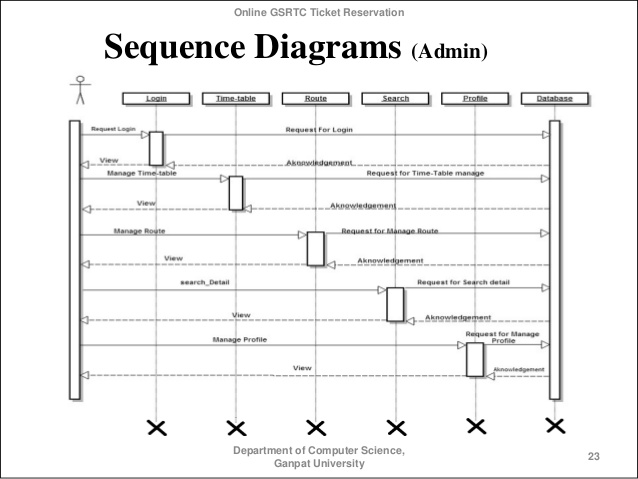 Online GSRTC Ticket Reservation
Sequence Diagrams (Admin)
Login Time-table Route Search Profile Database
Request Login Request For Login
View Aknowledgement
Manage Time-table Request for Time-Table manage
View Aknowledgement
Manage Route Request for Manage Route
View Aknowledgement
search_Detail Request for Search detail
View Aknowledgement
Manage Profile Request for Manage
Profile
View Aknowledgement
Department of Computer Science,
Ganpat University
23